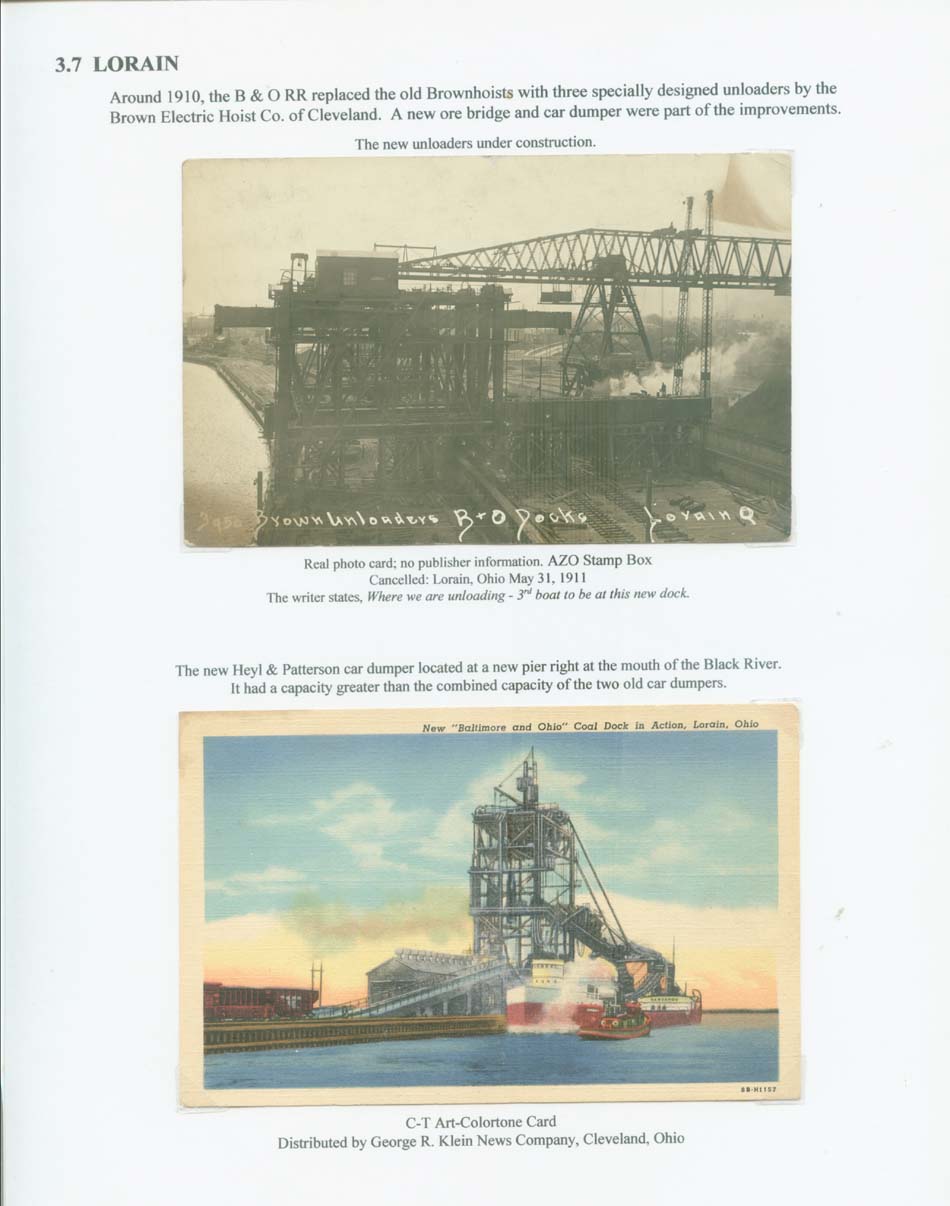 3.7 LORAIN
Around 1910, the B & O RR replaced the old Brownhoists with three specially designed unloaders by the
Brown Electric Hoist Co. of Cleveland. A new ore bridge and car dumper were part of the improvements.
The new unloaders under construction.
Brown Unloaders B+O Docks Lorain O
Real photo card; no publisher information. AZO Stamp Box
Cancelled: Lorain, Ohio May 31, 1911
The writer states, Where we are unloading - 3rd boat to be at this new dock.
The new Heyl & Patterson car dumper located at a new pier right at the mouth of the Black River.
It had a capacity greater than the combined capacity of the two old car dumpers.
New "Baltimore and Ohio" Coal Dock in Action, Lorain, Ohio
8B-H1157
C-T Art-Colortone Card
Distributed by George R. Klein News Company, Cleveland, Ohio